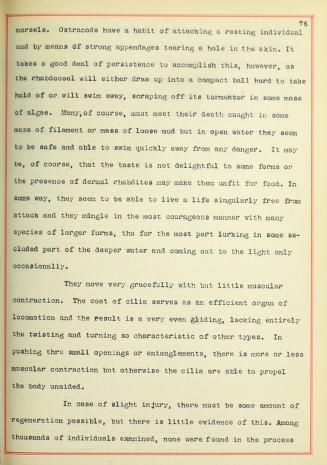 76
morsels. Ostracods have a habit of attacking a resting individual
and by means of strong appendages tearing a hole in the skin. It
takes a good deal of persistence to accomplish this, however, as
the rhabdocoel will either draw up into a compact ball hard to take
hold of or will swim away, scraping off its tormentor in some mass
of algae. Many,of course, must meet their death caught in some
maze of filament or mass of loose mud but in open water they seem
to be safe and able to swim quickly away from any danger. It may
be, of course, that the taste is not delightful to some forms or
the presence of dermal rhabdites may make them unfit for food. In
some way, they seem to be able to live a life singularly free from
attack and they mingle in the most courageous manner with many
species of larger forms, tho for the most part lurking in some se-
cluded part of the deeper water and coming out to the light only
occasionally.
They move very gracefully with but little muscular
contraction. The coat of cilia serves as an efficient organ of
locomotion and the result is a very even gliding, lacking entirely
the twisting and turning so characteristic of other types. In
pushing thru small openings or entanglements, there is more or less
muscular contraction but otherwise the cilia are able to propel
the body unaided.
In case of slight injury, there must be some amount of
regeneration possible, but there is little evidence of this. Among
thousands of individuals examined, none were found in the process